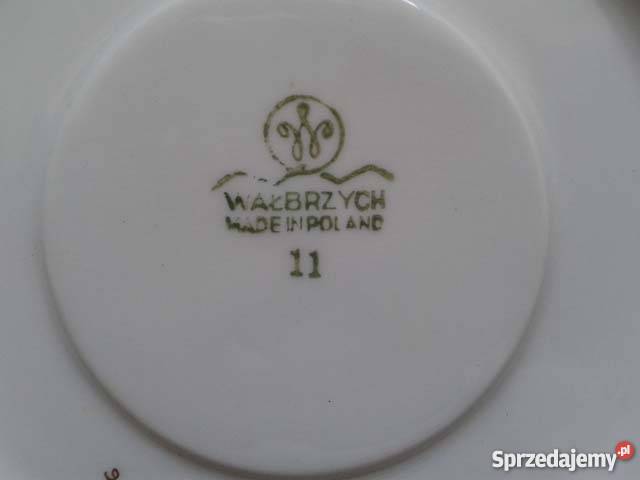 W
WAŁBRZYCH
MADE IN POLAND
11
Sprzedajemy.pl